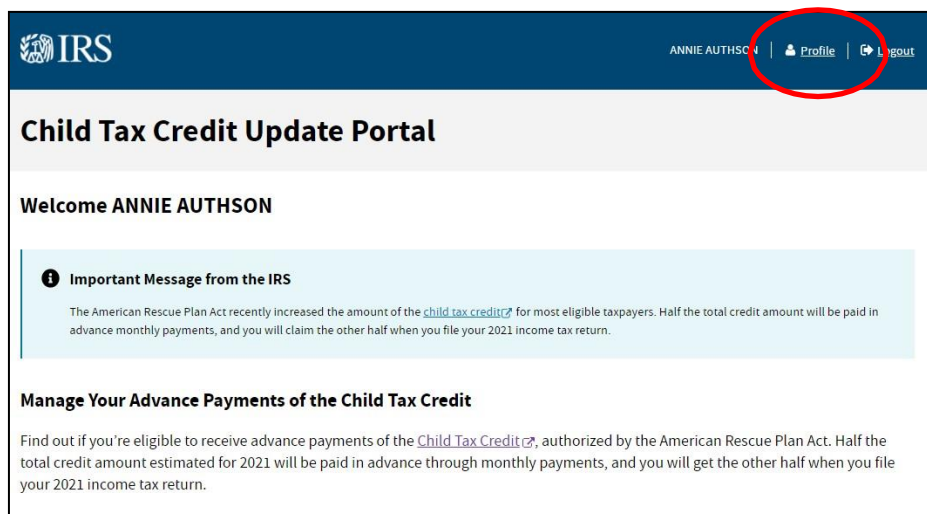 IRS
ANNIE AUTHSON | Profile | Logout
Child Tax Credit Update Portal
Welcome ANNIE AUTHSON
Important Message from the IRS
The American Rescue Plan Act recently increased the amount of the child tax credit for most eligible taxpayers. Half the total credit amount will be paid in
advance monthly payments, and you will claim the other half when you file your 2021 income tax return.
Manage Your Advance Payments of the Child Tax Credit
Find out if you're eligible to receive advance payments of the Child Tax Credit, authorized by the American Rescue Plan Act. Half the
total credit amount estimated for 2021 will be paid in advance through monthly payments, and you will get the other half when you file
your 2021 income tax return.